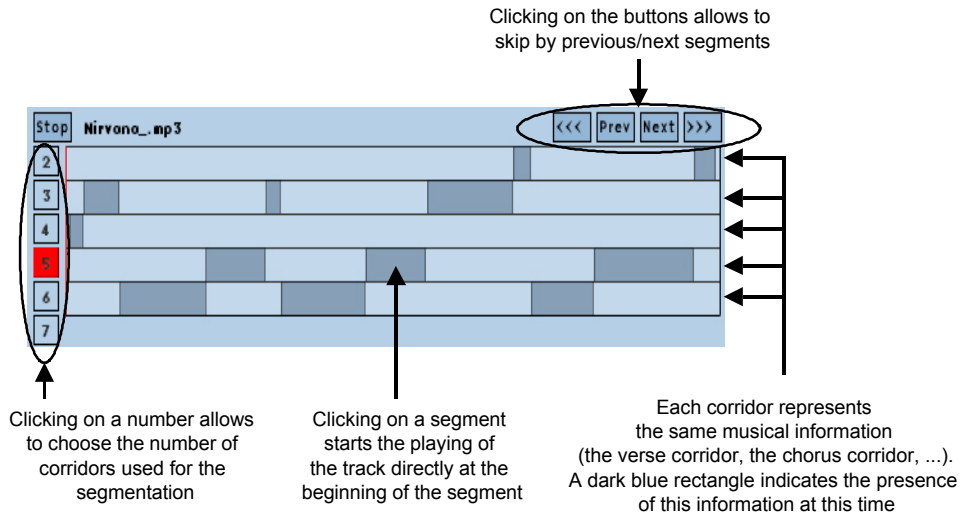 Clicking on the buttons allows to
skip by previous/next segments
Stop Nirvana_.mp3 <<< Prev Next >>>
2
3
4
5
6
7
Clicking on a number allows
to choose the number of
corridors used for the
segmentation
Clicking on a segment
starts the playing of
the track directly at the
beginning of the segment
Each corridor represents
the same musical information
(the verse corridor, the chorus corridor, ...).
A dark blue rectangle indicates the presence
of this information at this time